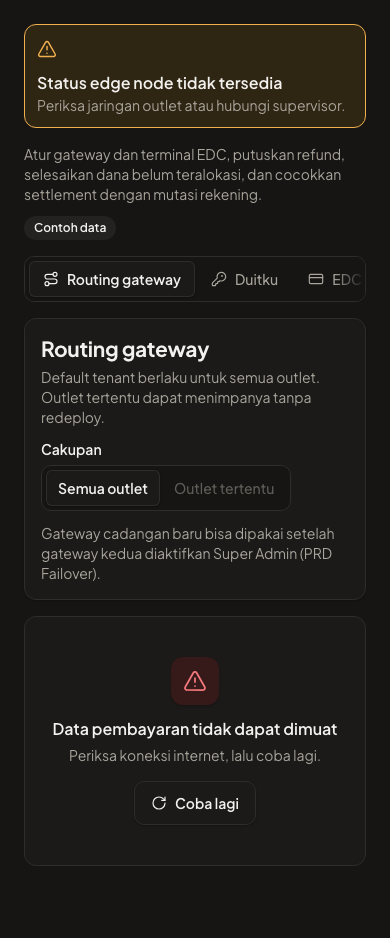 Status edge node tidak tersedia
Periksa jaringan outlet atau hubungi supervisor.
Atur gateway dan terminal EDC, putuskan refund,
selesaikan dana belum teralokasi, dan cocokkan
settlement dengan mutasi rekening.
Contoh data
Routing gateway Duitku EDC
Routing gateway
Default tenant berlaku untuk semua outlet.
Outlet tertentu dapat menimpanya tanpa
redeploy.
Cakupan
Semua outlet Outlet tertentu
Gateway cadangan baru bisa dipakai setelah
gateway kedua diaktifkan Super Admin (PRD
Failover).
Data pembayaran tidak dapat dimuat
Periksa koneksi internet, lalu coba lagi.
Coba lagi